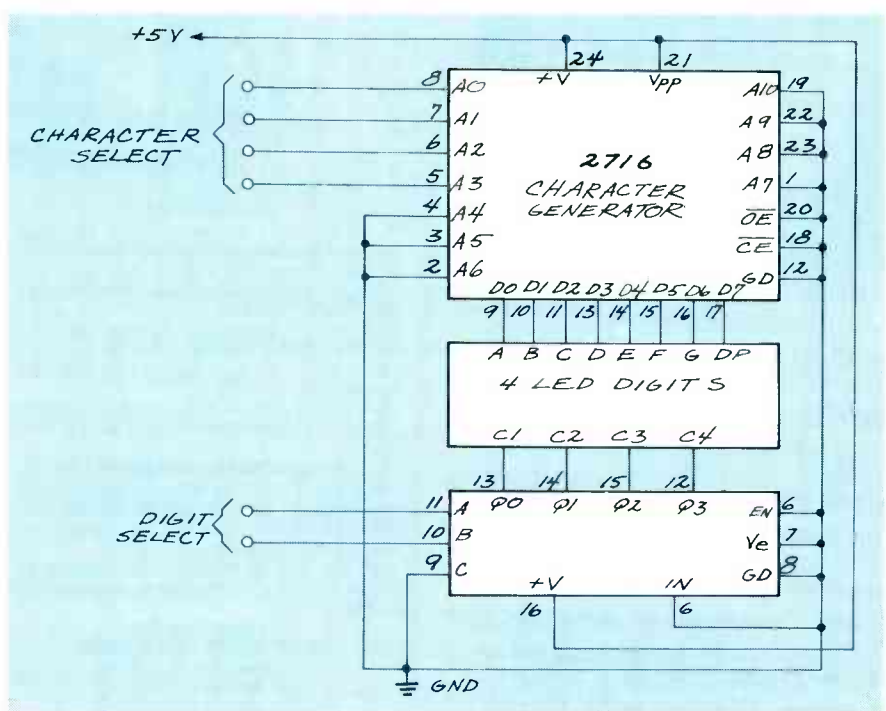 +5V
24 21
+V VPP
8 A0 A10 19
7 A1 A9 22
CHARACTER
SELECT
6 A2 A8 23
5 A3 A7 1
2716
CHARACTER
GENERATOR
4 A4 OE 20
3 A5 CE 18
2 A6 GD 12
D0 D1 D2 D3 D4 D5 D6 D7
9 10 11 13 14 15 16 17
A B C D E F G DP
4 LED DIGITS
C1 C2 C3 C4
13 14 15 12
Q0 Q1 Q2 Q3
DIGIT
SELECT
11 A EN 6
10 B Ve 7
9 C GD 8
+V IN
16 6
GND